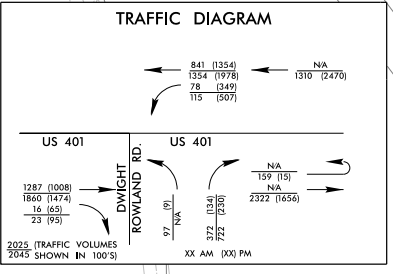 TRAFFIC DIAGRAM
841 (1354)
1354 (1978)
78 (349)
115 (507)
N/A
1310 (2470)
US 401
US 401
DWIGHT
ROWLAND RD.
1287 (1008)
1860 (1474)
16 (65)
23 (95)
97 (9)
N/A
372 (134)
722 (230)
N/A
159 (15)
N/A
2322 (1656)
2025 (TRAFFIC VOLUMES
2045 SHOWN IN 100'S)
XX AM (XX) PM